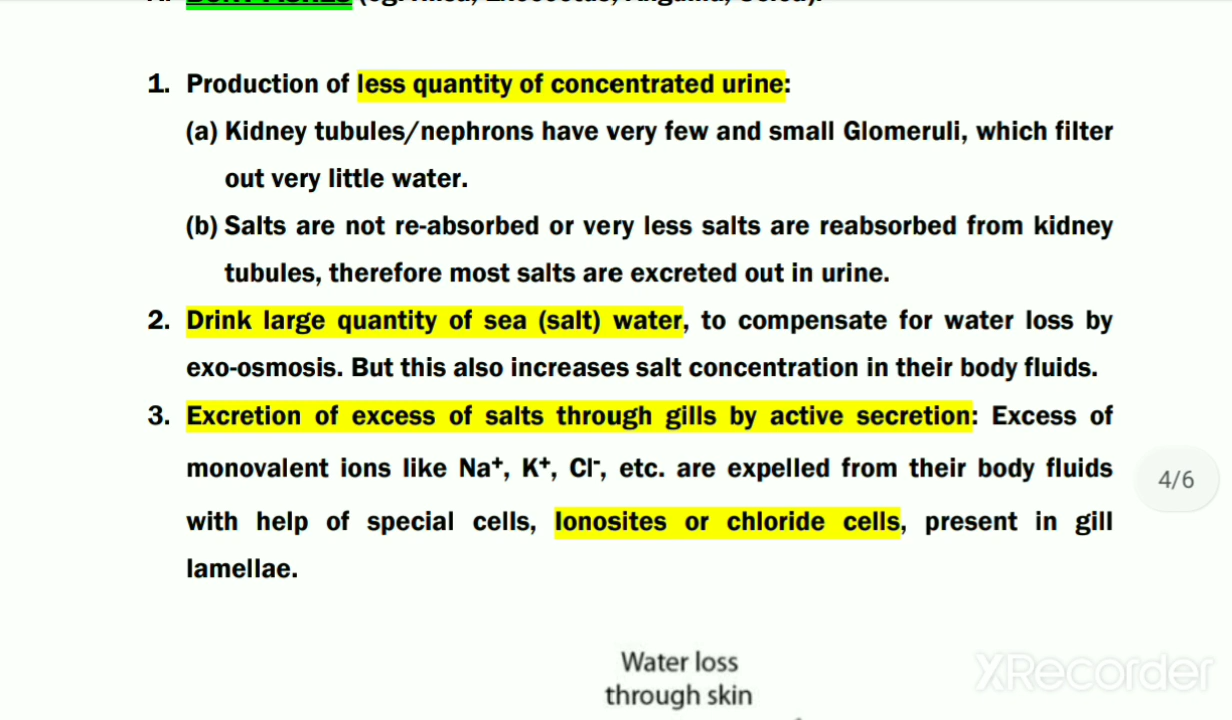 1. Production of less quantity of concentrated urine:
(a) Kidney tubules/nephrons have very few and small Glomeruli, which filter
out very little water.
(b) Salts are not re-absorbed or very less salts are reabsorbed from kidney
tubules, therefore most salts are excreted out in urine.
2. Drink large quantity of sea (salt) water, to compensate for water loss by
exo-osmosis. But this also increases salt concentration in their body fluids.
3. Excretion of excess of salts through gills by active secretion: Excess of
monovalent ions like Na⁺, K⁺, Cl⁻, etc. are expelled from their body fluids
4/6
with help of special cells, Ionosites or chloride cells, present in gill
lamellae.
Water loss
through skin
XRecorder